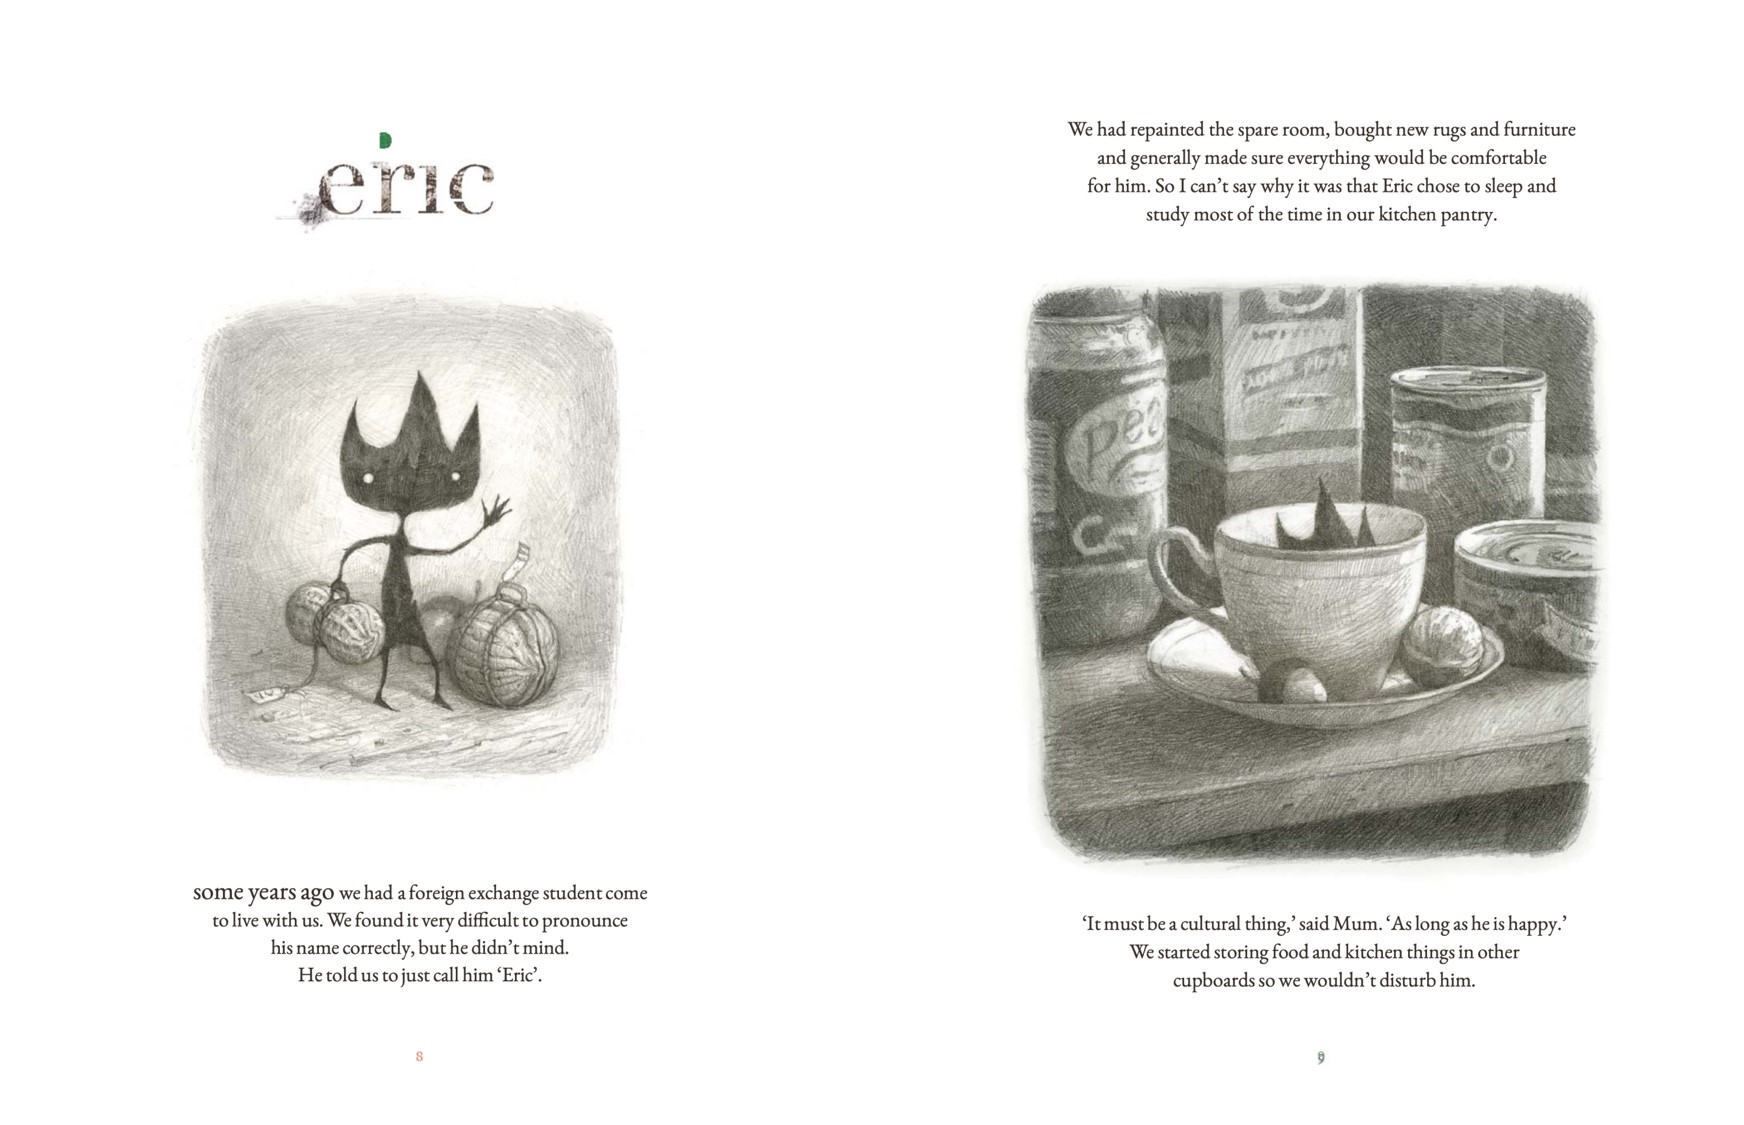 eric
some years ago we had a foreign exchange student come
to live with us. We found it very difficult to pronounce
his name correctly, but he didn’t mind.
He told us to just call him ‘Eric’.
8
We had repainted the spare room, bought new rugs and furniture
and generally made sure everything would be comfortable
for him. So I can’t say why it was that Eric chose to sleep and
study most of the time in our kitchen pantry.
‘It must be a cultural thing,’ said Mum. ‘As long as he is happy.’
We started storing food and kitchen things in other
cupboards so we wouldn’t disturb him.
9